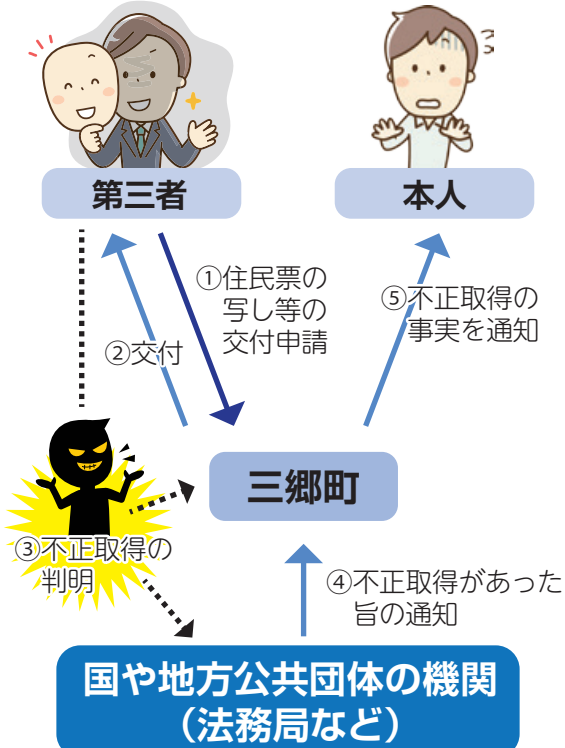 第三者
本人
①住民票の
写し等の
交付申請
②交付
⑤不正取得の
事実を通知
三郷町
③不正取得の
判明
④不正取得があった
旨の通知
国や地方公共団体の機関
（法務局など）